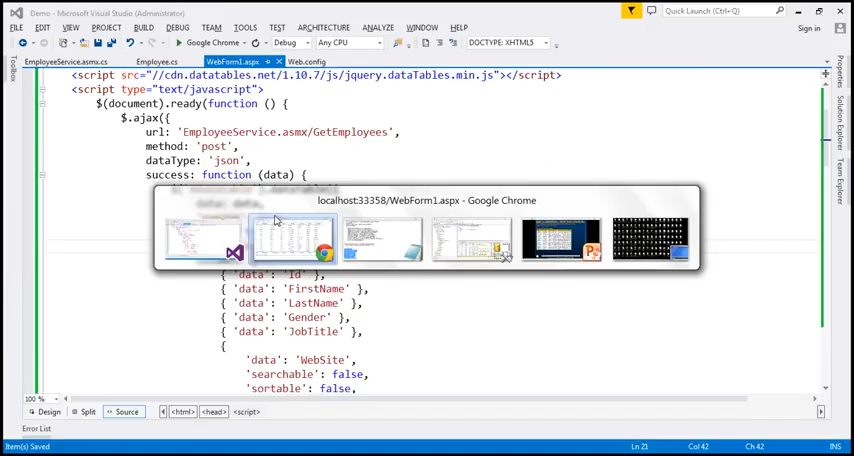 Demo - Microsoft Visual Studio (Administrator)
Quick Launch (Ctrl+Q)
FILE EDIT VIEW PROJECT BUILD DEBUG TEAM TOOLS TEST ARCHITECTURE ANALYZE WINDOW HELP
Sign in
Google Chrome Debug Any CPU DOCTYPE: XHTML5
EmployeeService.asmx.cs Employee.cs WebForm1.aspx Web.config
Toolbox
Properties
Solution Explorer
Team Explorer
<script src="//cdn.datatables.net/1.10.7/js/jquery.dataTables.min.js"></script>
<script type="text/javascript">
$(document).ready(function () {
$.ajax({
url: 'EmployeeService.asmx/GetEmployees',
method: 'post',
dataType: 'json',
success: function (data) {
localhost:33358/WebForm1.aspx - Google Chrome
{ 'data': 'Id' },
{ 'data': 'FirstName' },
{ 'data': 'LastName' },
{ 'data': 'Gender' },
{ 'data': 'JobTitle' },
{
'data': 'WebSite',
'searchable': false,
'sortable': false,
100 %
Design Split Source <html> <head> <script>
Error List
Item(s) Saved Ln 21 Col 42 Ch 42 INS